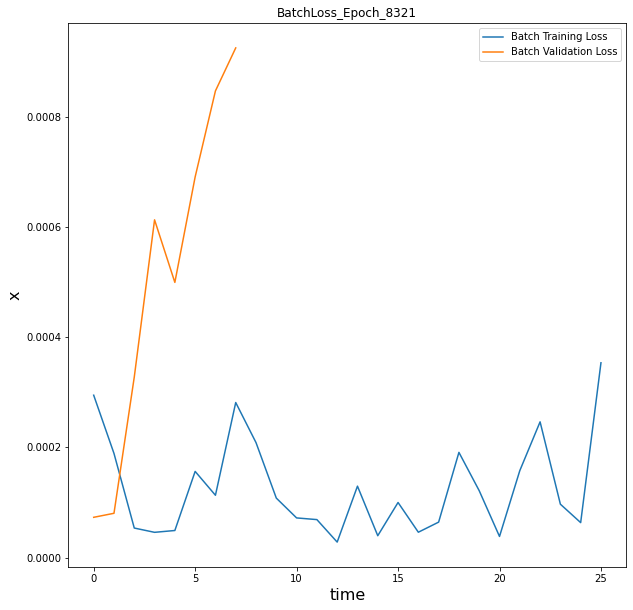 BatchLoss_Epoch_8321
Batch Training Loss
Batch Validation Loss
0.0008
0.0006
0.0004
0.0002
0.0000
x
0 5 10 15 20 25
time